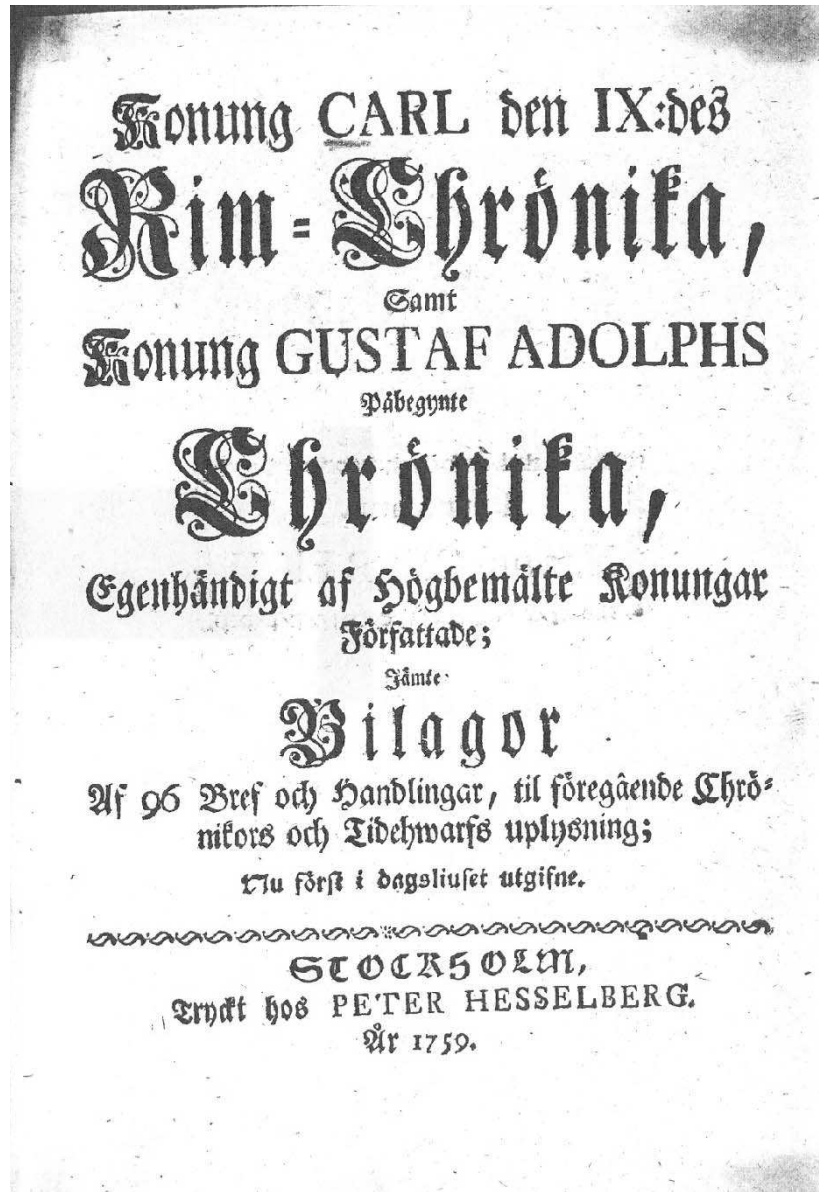 Konung CARL den IX:des
Rim=Chrönika,
Samt
Konung GUSTAF ADOLPHS
Påbegynte
Chrönika,
Egenhändigt af Högbemälte Konungar
Författade;
Jämte
Bilagor
Af 96 Bref och Handlingar, til föregående Chrö=
nikors och Tidehwarfs uplysning;
Nu först i dagsliuset utgifne.
STOCKHOLM,
Tryckt hos PETER HESSELBERG.
År 1759.